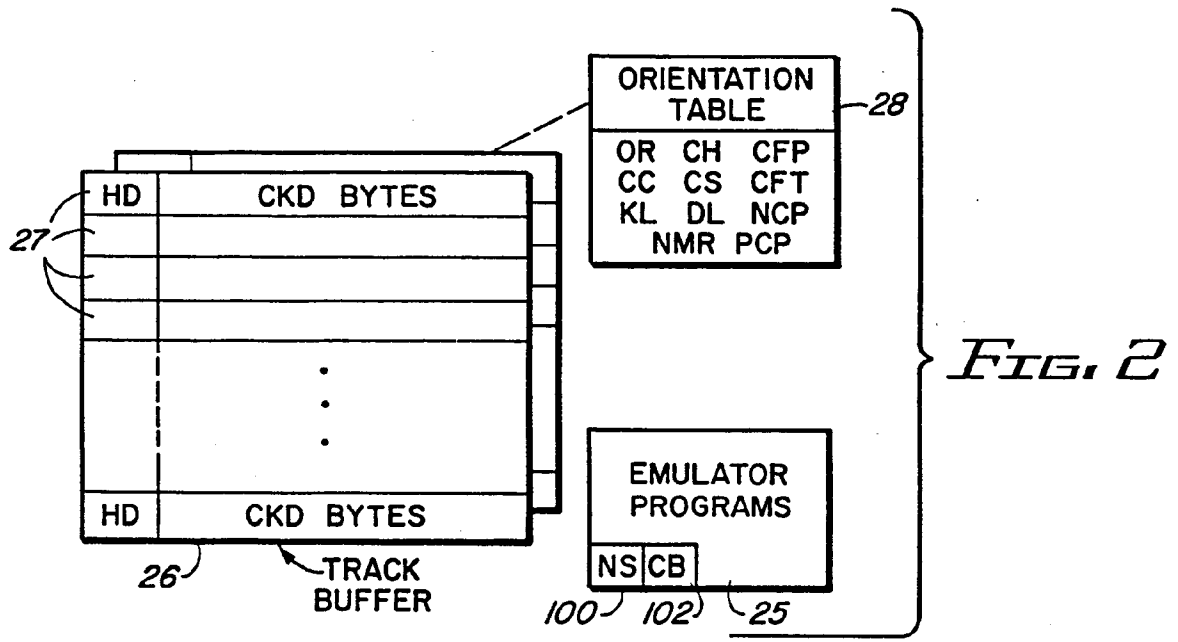 ORIENTATION
TABLE
28
OR CH CFP
CC CS CFT
KL DL NCP
NMR PCP
HD CKD BYTES
27
HD CKD BYTES
26
TRACK
BUFFER
EMULATOR
PROGRAMS
NS CB
100 102 25
FIG. 2